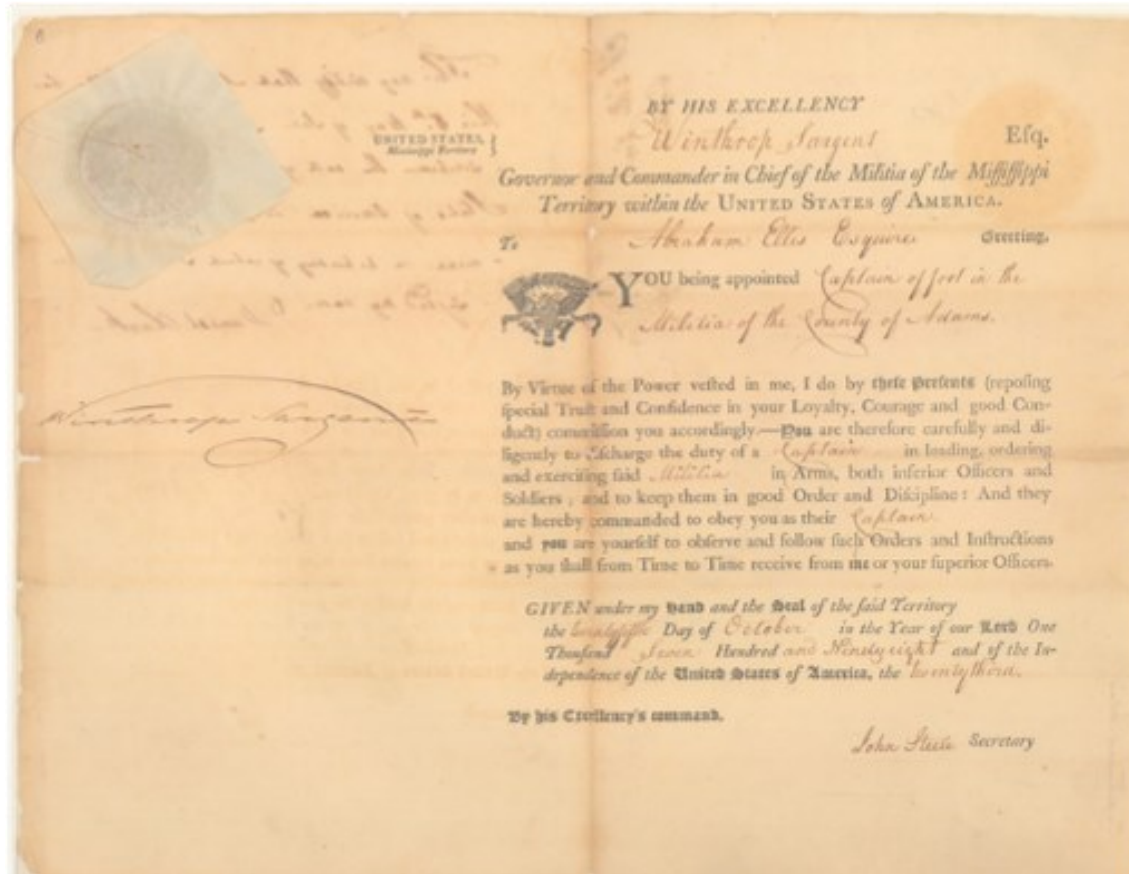 UNITED STATES,
Mississippi Territory
BY HIS EXCELLENCY
Winthrop Sargent Esq.
Governor and Commander in Chief of the Militia of the Miſſiſſippi
Territory within the UNITED STATES of AMERICA.
To Abraham Ellis Esquire Greeting,
YOU being appointed Captain of foot in the
Militia of the County of Adams.
By Virtue of the Power veſted in me, I do by theſe Preſents (repoſing
ſpecial Truſt and Confidence in your Loyalty, Courage and good Con-
duct) commiſſion you accordingly.—You are therefore carefully and di-
ligently to diſcharge the duty of a Captain in leading, ordering
and exerciſing ſaid Militia in Arms, both inferior Officers and
Soldiers; and to keep them in good Order and Diſcipline: And they
are hereby commanded to obey you as their Captain
and you are yourſelf to obſerve and follow ſuch Orders and Inſtructions
as you ſhall from Time to Time receive from me or your ſuperior Officers.
Winthrop Sargent
GIVEN under my Hand and the Seal of the ſaid Territory
the twentyfifth Day of October in the Year of our Lord One
Thouſand Seven Hundred and Ninety eight and of the In-
dependence of the United States of America, the twenty third.
By his Excellency's command,
John Steele Secretary